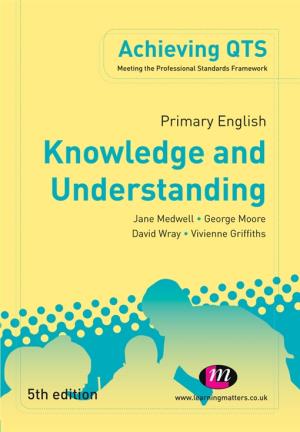 Achieving QTS
Meeting the Professional Standards Framework
Primary English
Knowledge and
Understanding
Jane Medwell • George Moore
David Wray • Vivienne Griffiths
5th edition
m
www.learningmatters.co.uk